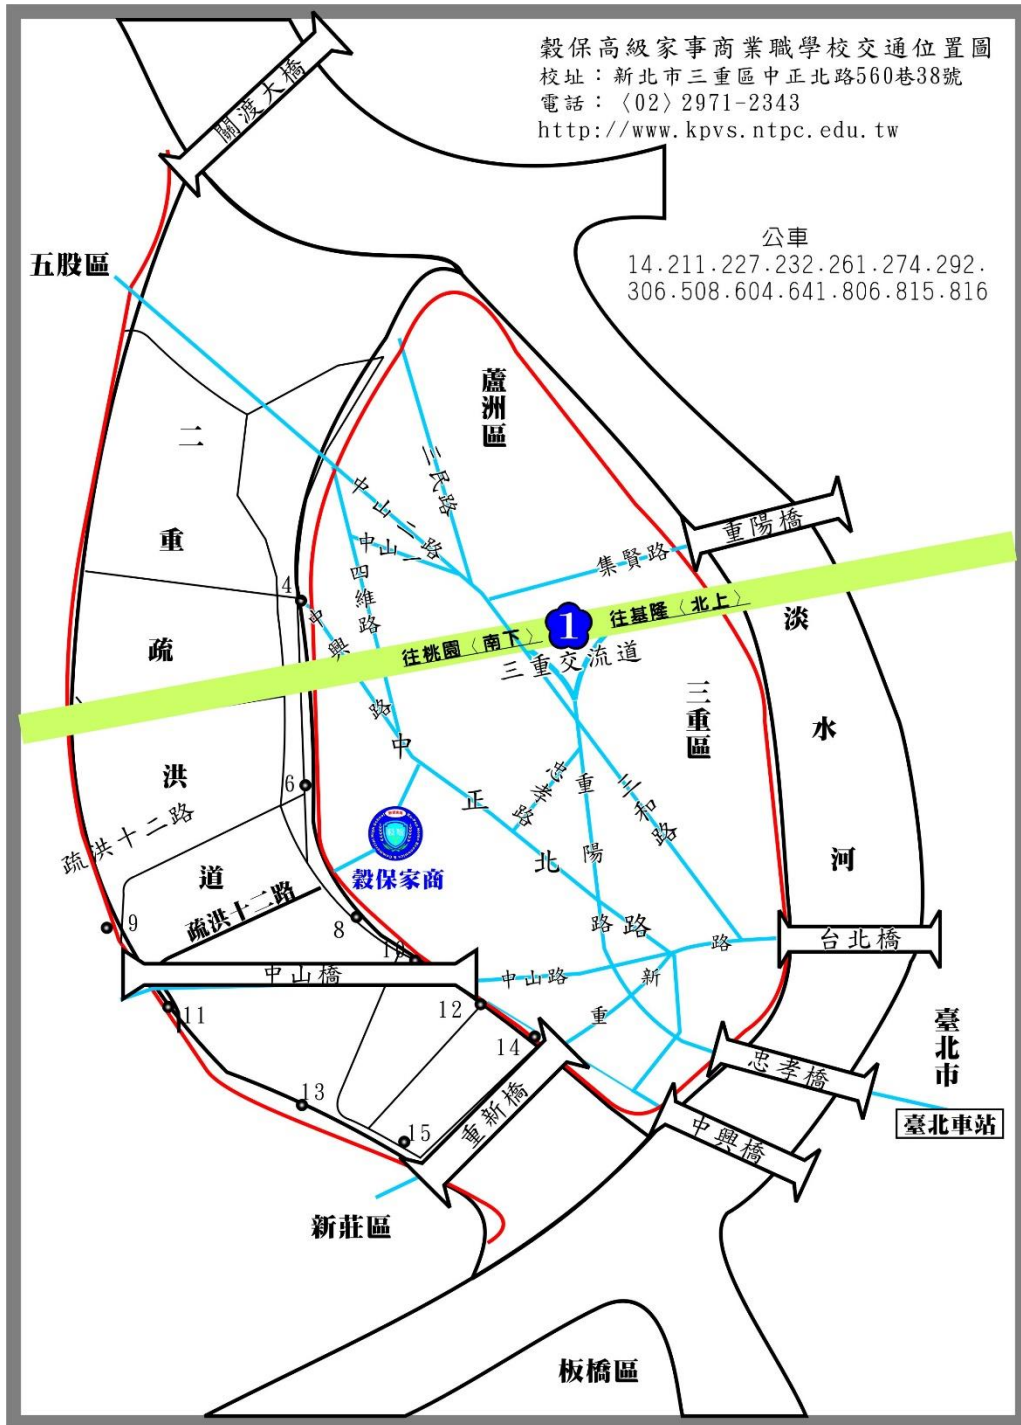 穀保高級家事商業職學校交通位置圖
校址：新北市三重區中正北路560巷38號
電話：〈02〉2971-2343
http://www.kpvs.ntpc.edu.tw
公車
14.211.227.232.261.274.292.
306.508.604.641.806.815.816
關渡大橋
五股區
蘆洲區
二重疏洪道
三民路
中山二路
中山一
四維路
集賢路
重陽橋
4
中興路
往桃園〈南下〉
1
往基隆〈北上〉
三重交流道
淡水河
三重區
中正北路
忠孝路
重陽路
三和路
6
疏洪十二路
穀保家商
疏洪十二路
9
8
10
中山橋
中山路
路
台北橋
重新
11
12
14
臺北市
忠孝橋
臺北車站
13
15
重新橋
中興橋
新莊區
板橋區